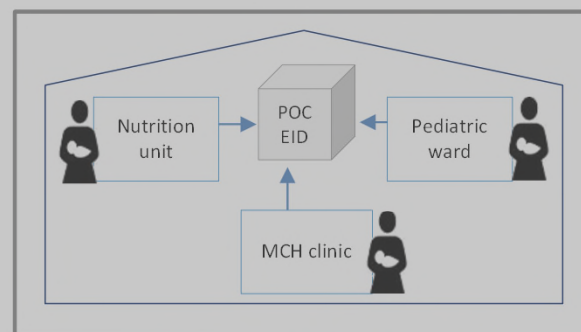 POC
EID
Nutrition
unit
Pediatric
ward
MCH clinic